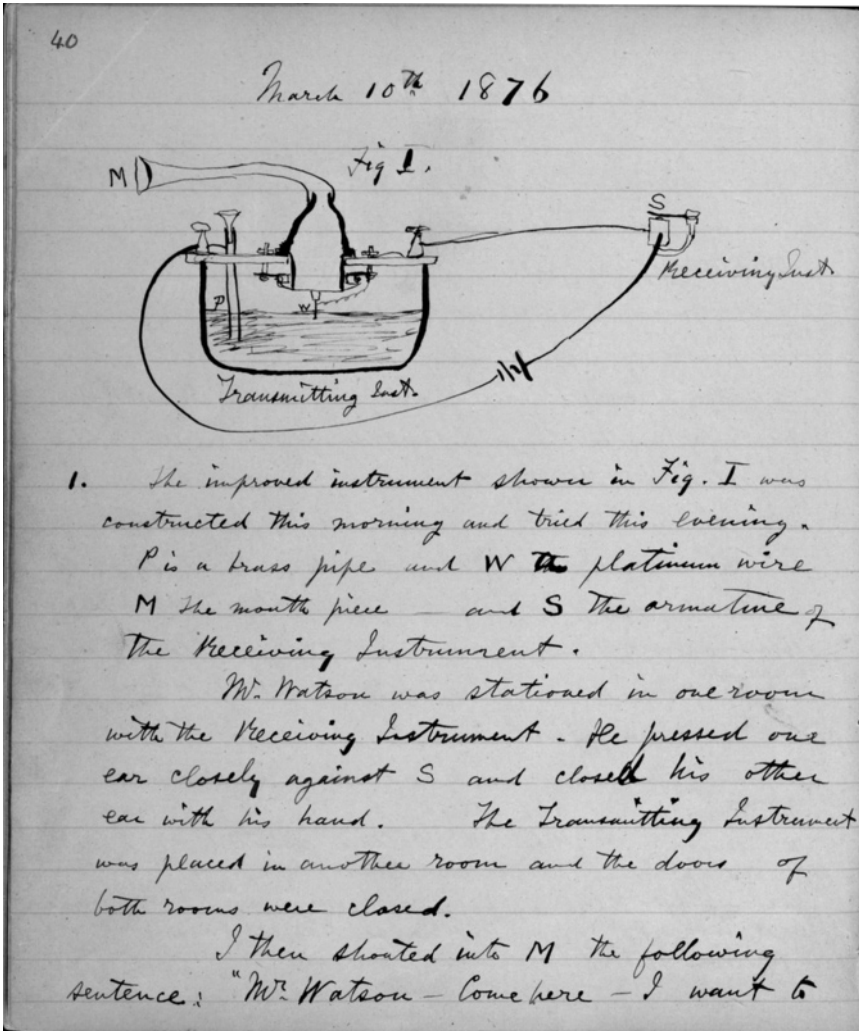 40
March 10th 1876
Fig I.
M
S
Receiving Inst.
P
W
Transmitting Inst.
1. The improved instrument shown in Fig. I was
constructed this morning and tried this evening.
P is a brass pipe and W the platinum wire
M the mouth piece — and S the armature of
the Receiving Instrument.
Mr. Watson was stationed in one room
with the Receiving Instrument. He pressed one
ear closely against S and closed his other
ear with his hand. The Transmitting Instrument
was placed in another room and the doors of
both rooms were closed.
I then shouted into M the following
sentence: "Mr. Watson — Come here — I want to